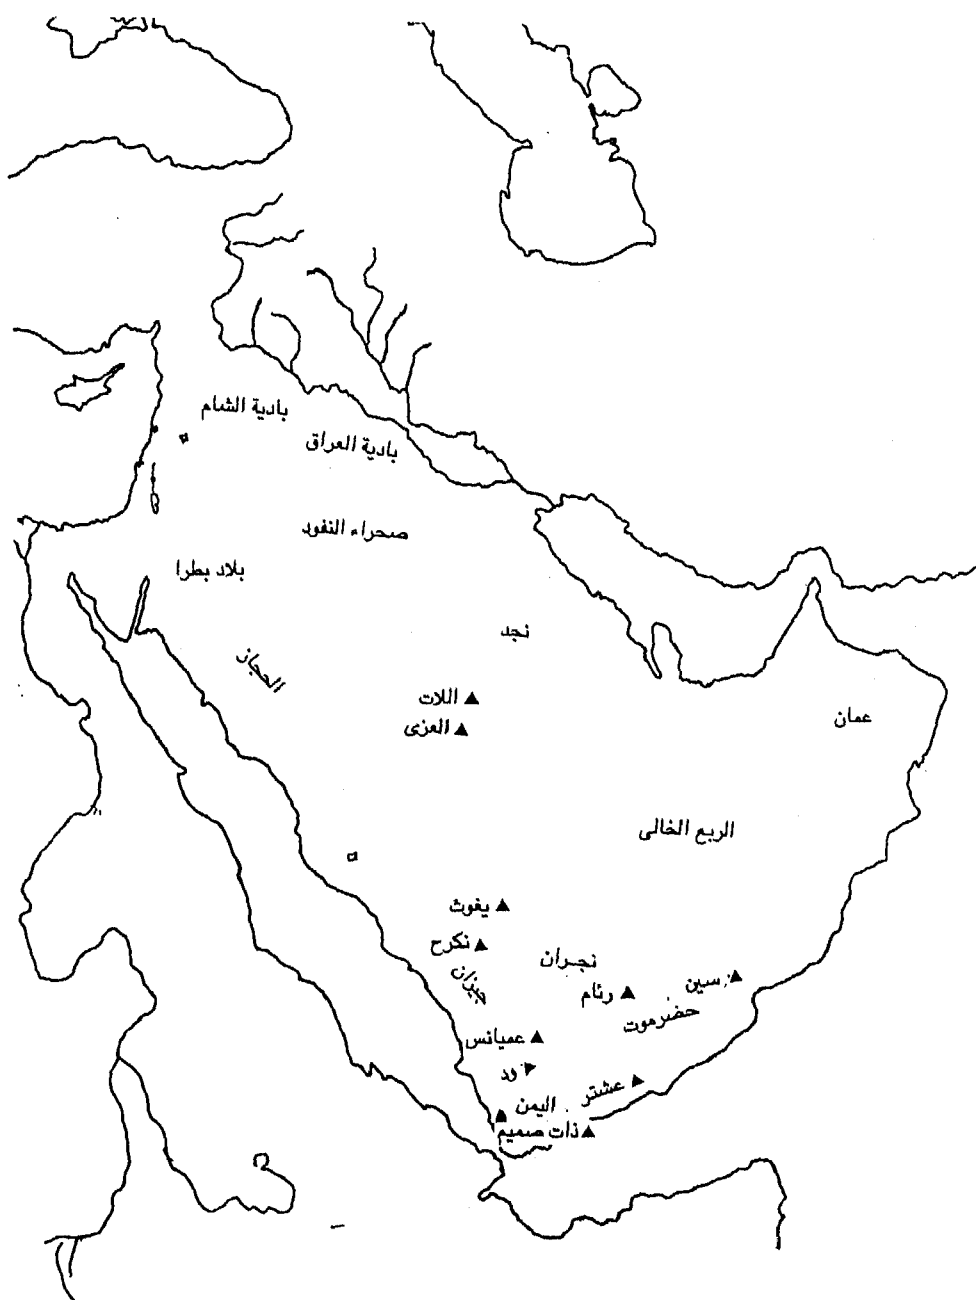 بادية الشام
بادية العراق
صحراء النفود
بلاد بطرا
نجد
الحجاز
اللات
العزى
عمان
الربع الخالى
يغوث
نكرح
نجران
جيزان
سين
رئام
حضرموت
عميانس
ود
عشتر
اليمن
ذات صميم